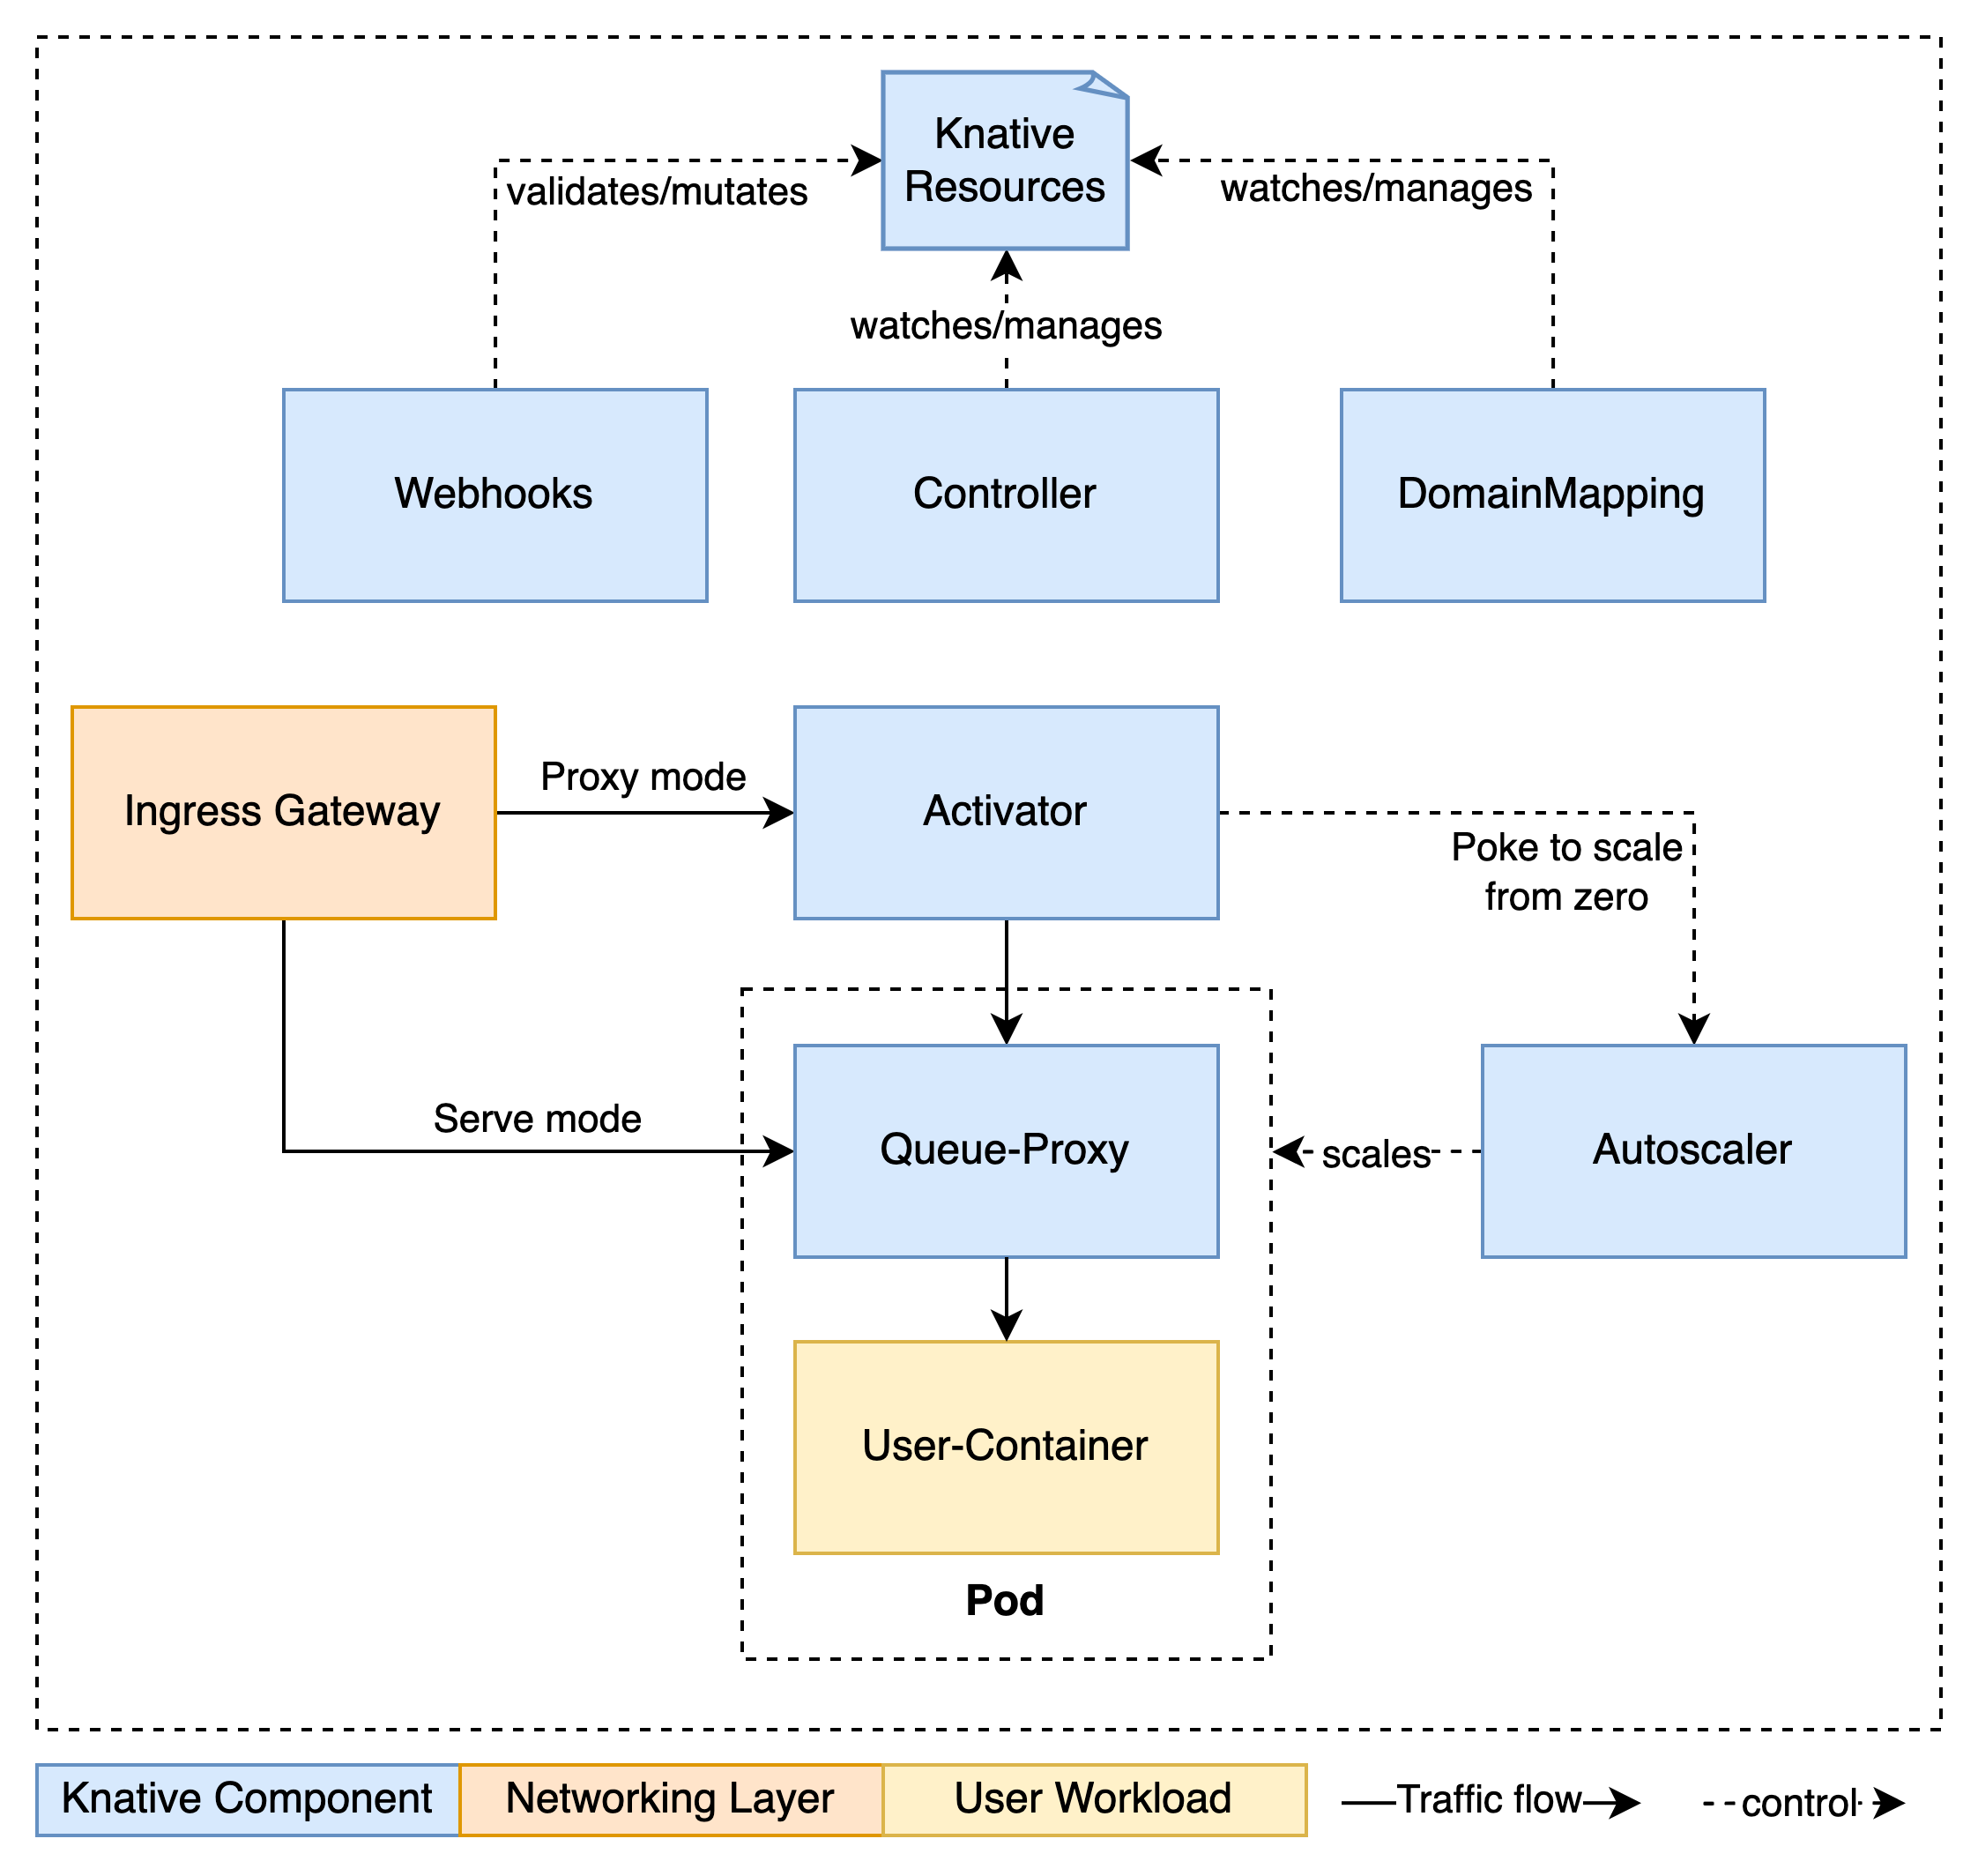 Knative
Resources
validates/mutates
watches/manages
watches/manages
Webhooks
Controller
DomainMapping
Ingress Gateway
Proxy mode
Activator
Poke to scale
from zero
Serve mode
Queue-Proxy
scales
Autoscaler
User-Container
Pod
Knative Component
Networking Layer
User Workload
Traffic flow
control